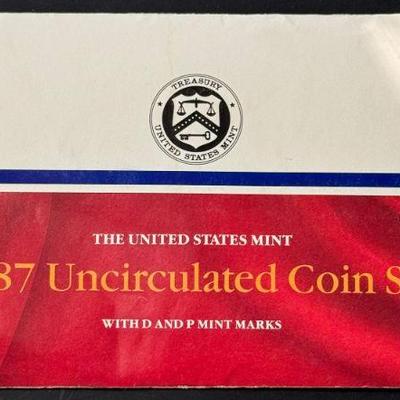 TREASURY
UNITED STATES MINT
THE UNITED STATES MINT
87 Uncirculated Coin S
WITH D AND P MINT MARKS